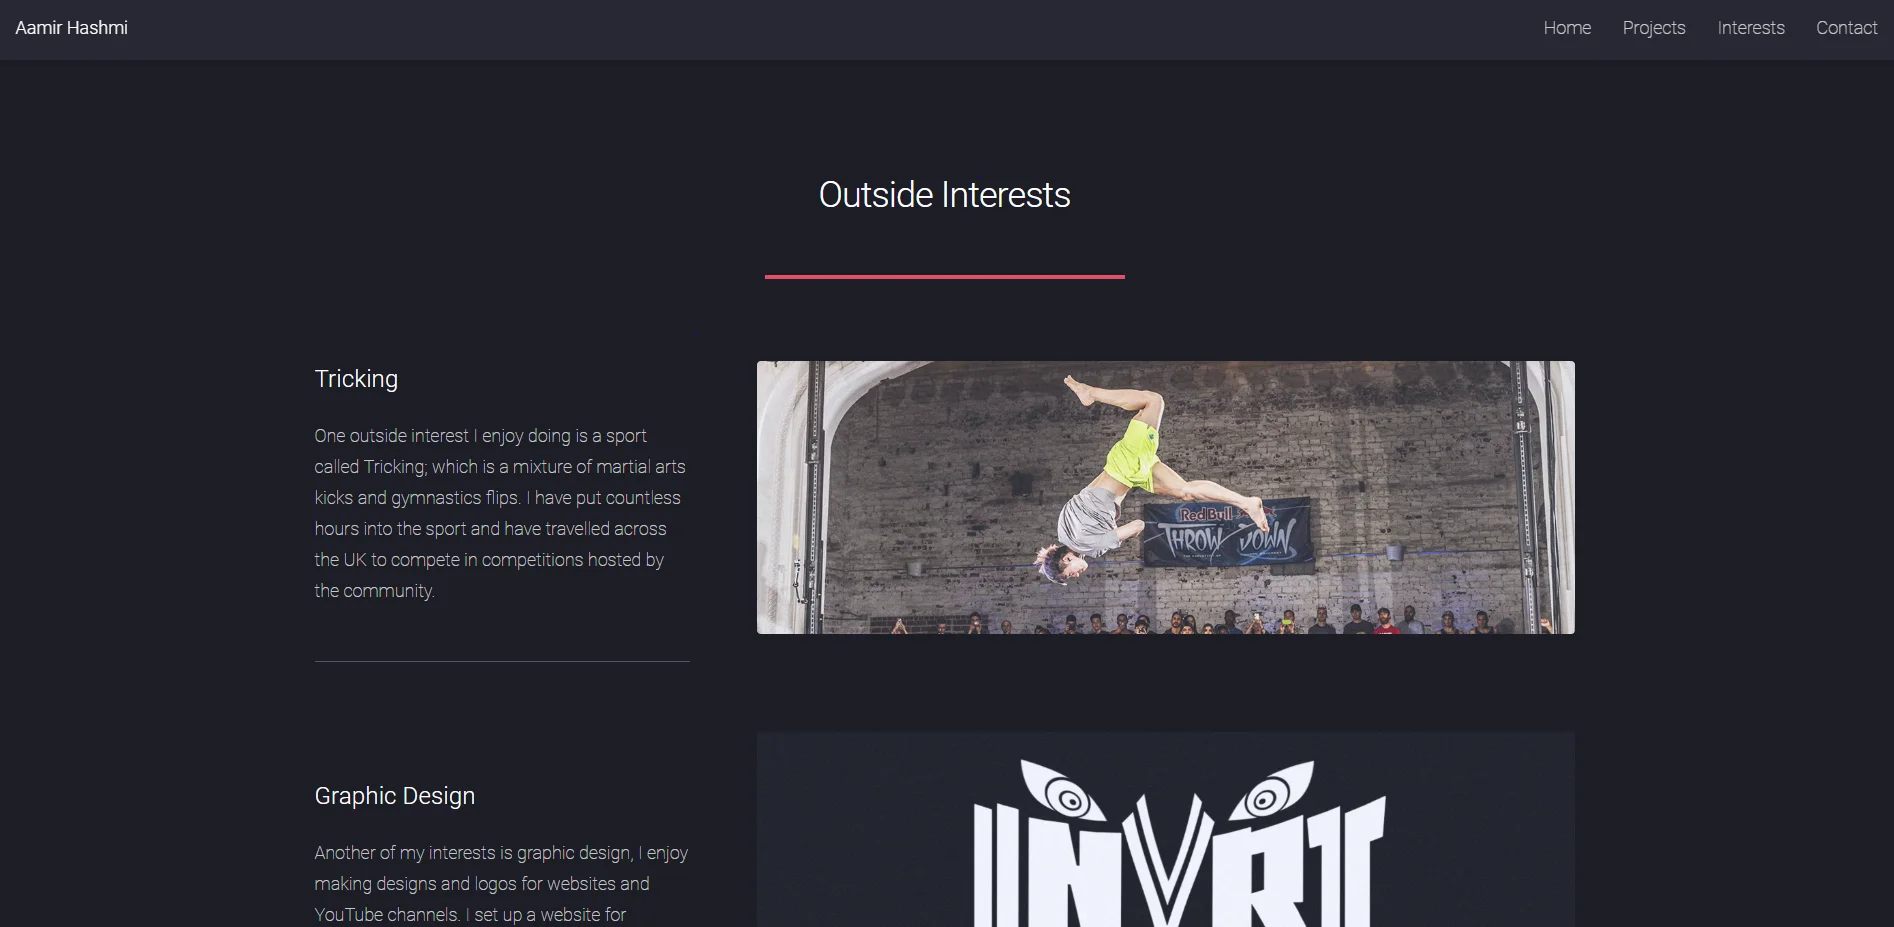 Aamir Hashmi
Home Projects Interests Contact
Outside Interests
Tricking
One outside interest I enjoy doing is a sport
called Tricking; which is a mixture of martial arts
kicks and gymnastics flips. I have put countless
hours into the sport and have travelled across
the UK to compete in competitions hosted by
the community.
Red Bull
THROW DOWN
Graphic Design
Another of my interests is graphic design, I enjoy
making designs and logos for websites and
YouTube channels. I set up a website for
INVRT